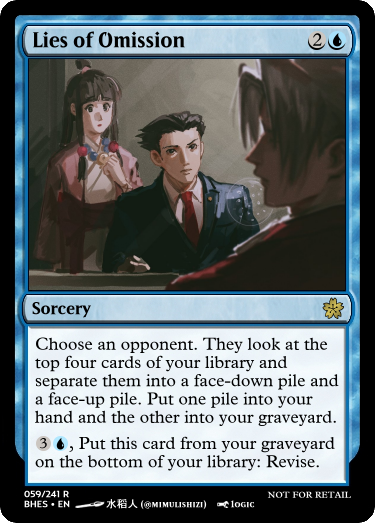 Lies of Omission 2
Sorcery
Choose an opponent. They look at
the top four cards of your library and
separate them into a face-down pile and
a face-up pile. Put one pile into your
hand and the other into your graveyard.
3, Put this card from your graveyard
on the bottom of your library: Revise.
059/241 R
NOT FOR RETAIL
BHES • EN 水稻人 (@MIMULISHIZI) 1OGIC